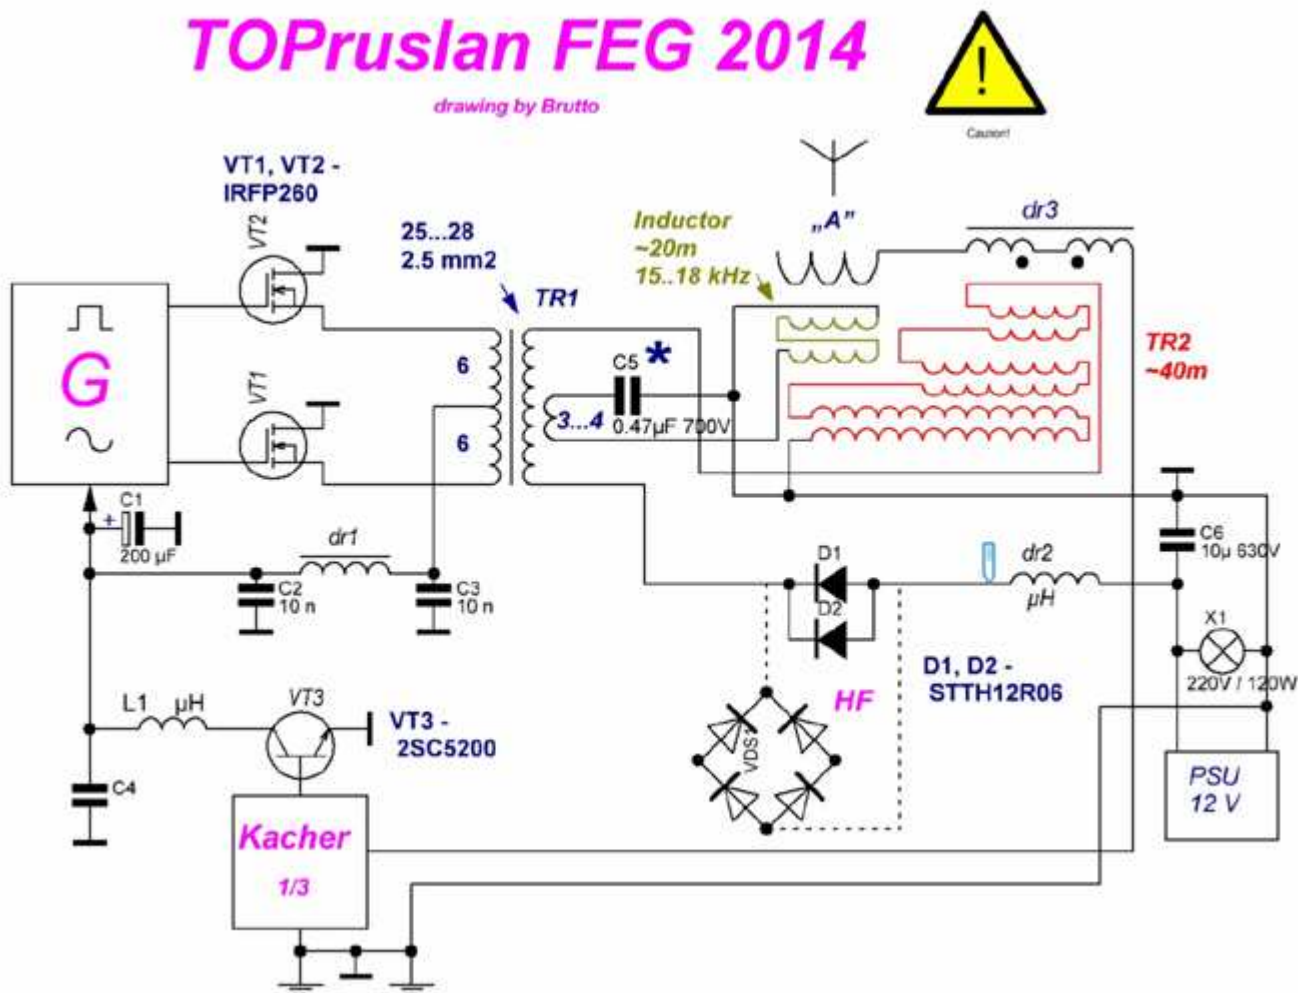 TOPruslan FEG 2014
drawing by Brutto
!
Caution!
VT1, VT2 -
IRFP260
VT2
25...28
2.5 mm2
TR1
Inductor
~20m
15..18 kHz
„A”
dr3
G
VT1
6
6
C5 *
3...4
0.47µF 700V
TR2
~40m
C1
+
200 µF
dr1
C2
10 n
C3
10 n
D1
D2
dr2
µH
C6
10µ 630V
X1
220V / 120W
D1, D2 -
STTH12R06
HF
VDS1
L1 µH
VT3
VT3 -
2SC5200
C4
PSU
12 V
Kacher
1/3